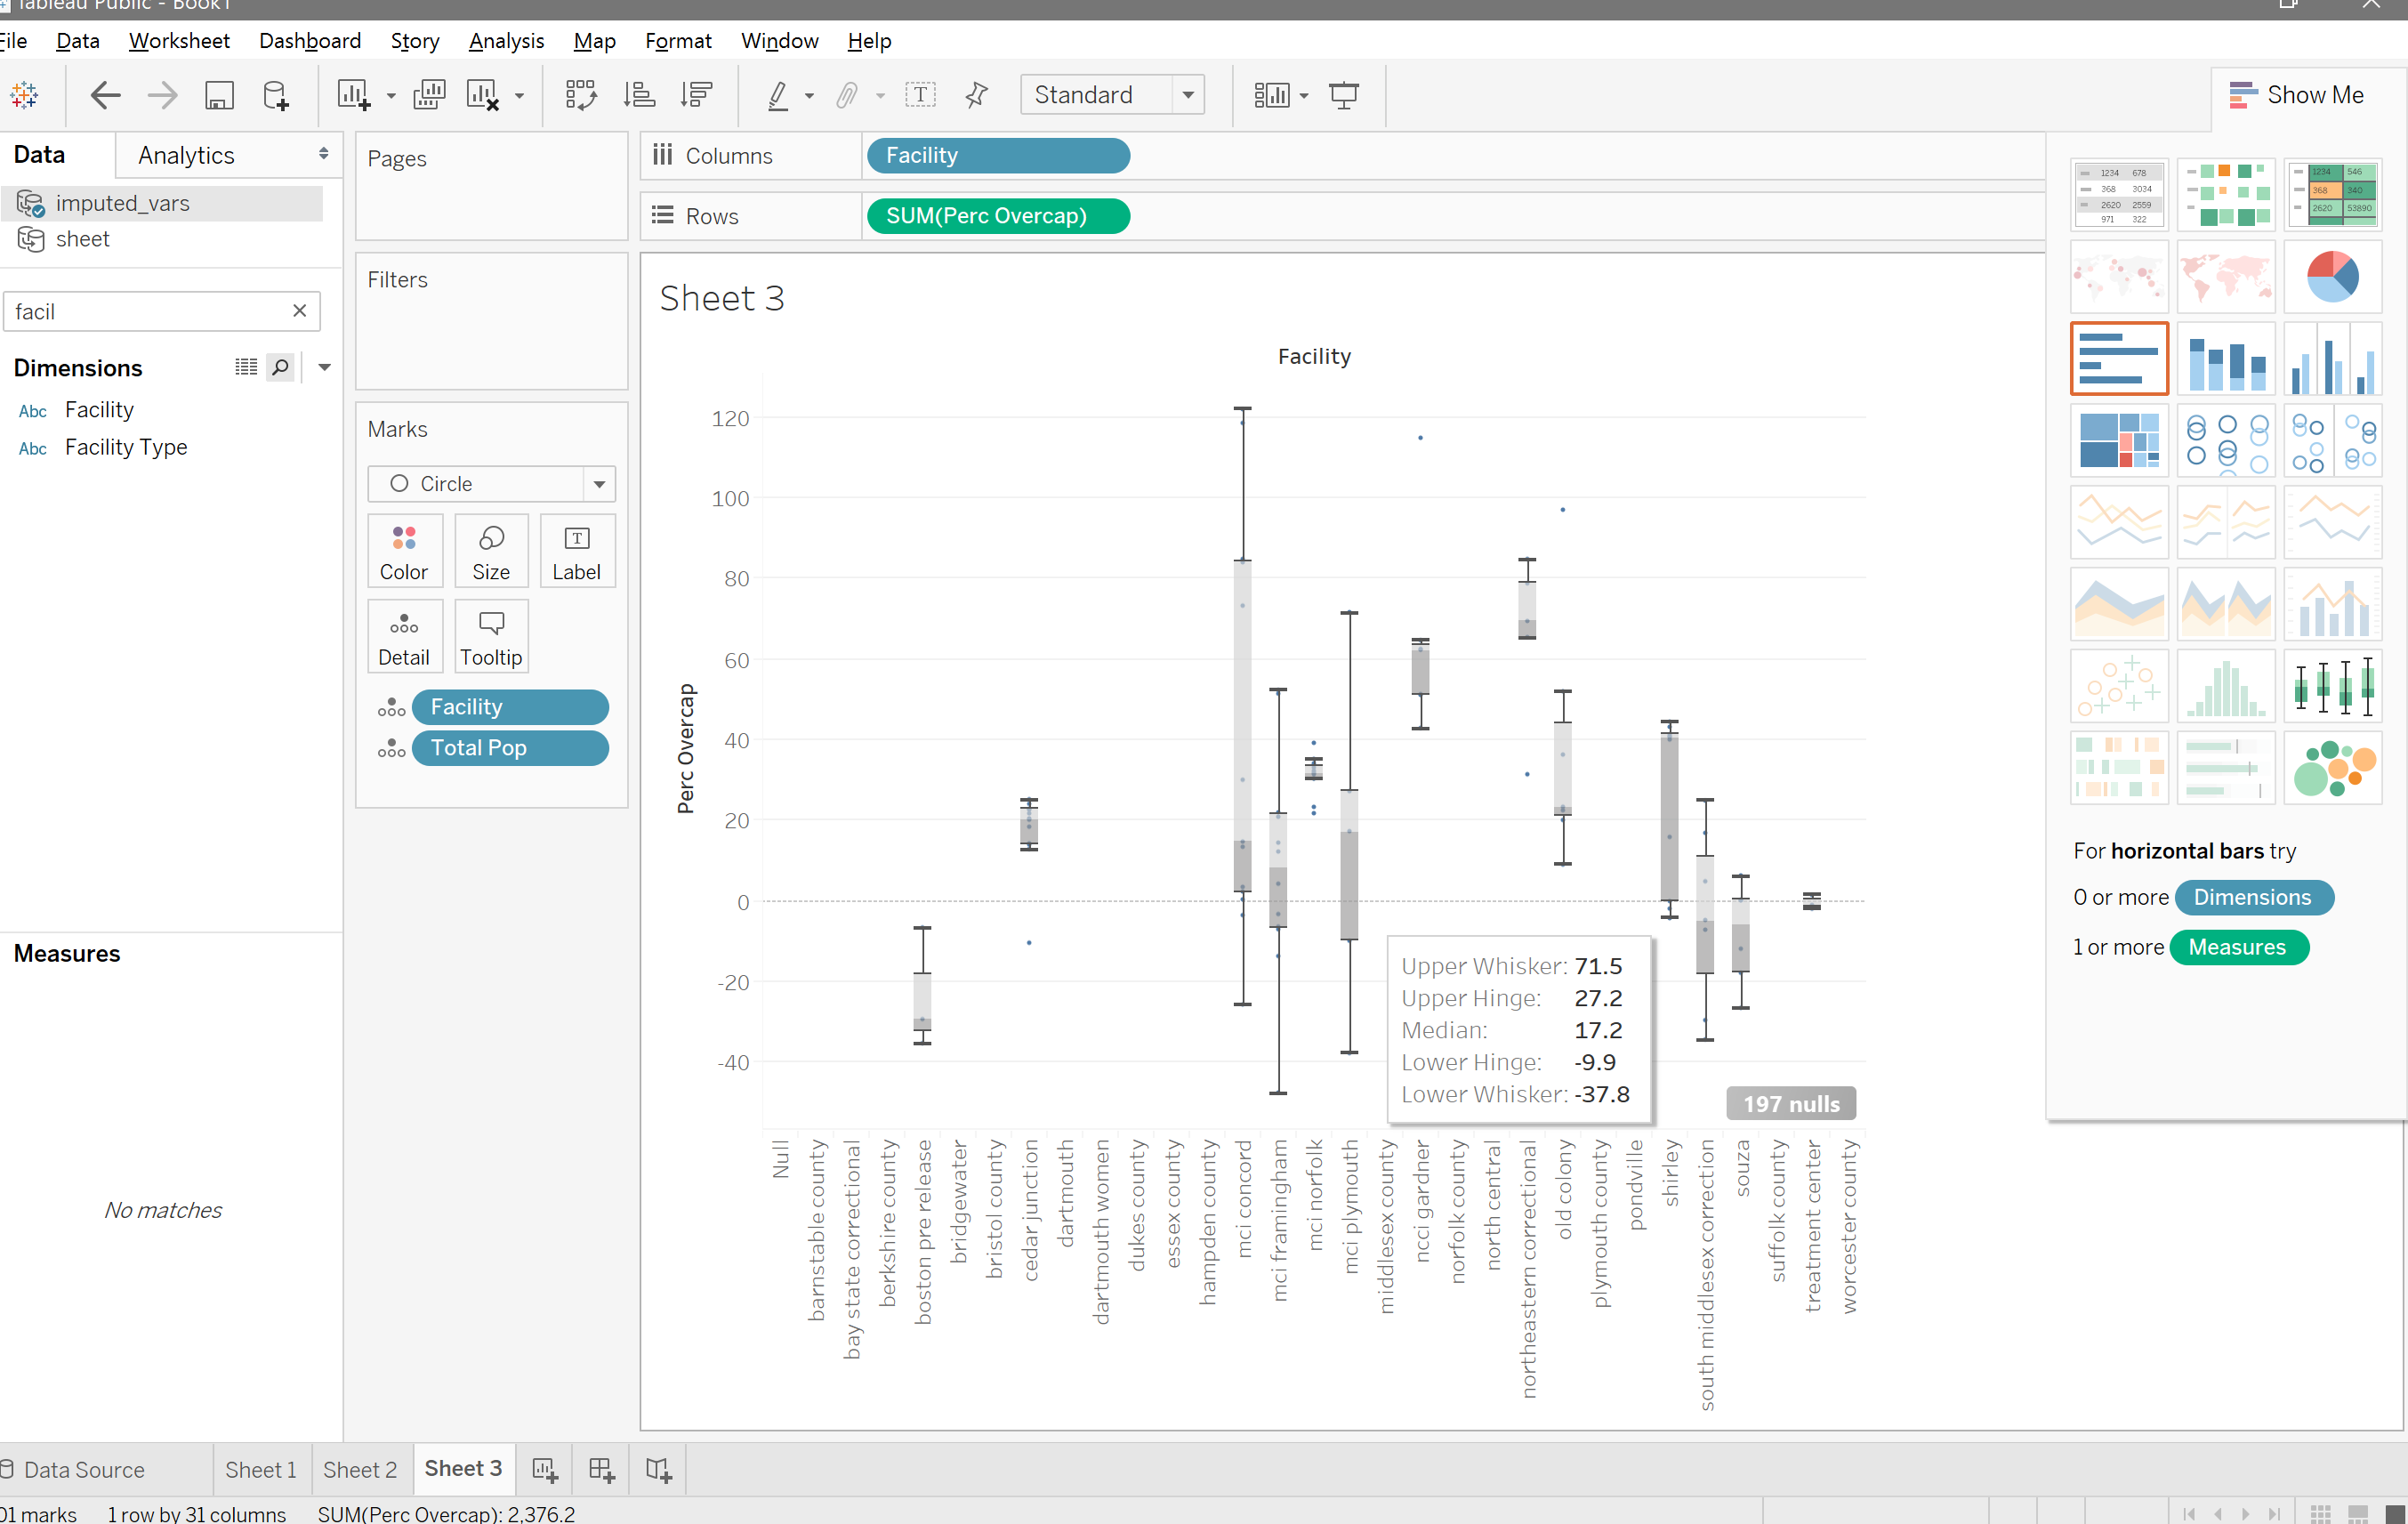 Tableau Public - Book1
File Data Worksheet Dashboard Story Analysis Map Format Window Help
Standard
Show Me
Data Analytics
imputed_vars
sheet
facil
Dimensions
Abc Facility
Abc Facility Type
Measures
No matches
Pages
Filters
Marks
Circle
Color Size Label
Detail Tooltip
Facility
Total Pop
Columns Facility
Rows SUM(Perc Overcap)
Sheet 3
Facility
Perc Overcap
120
100
80
60
40
20
0
-20
-40
Upper Whisker: 71.5
Upper Hinge: 27.2
Median: 17.2
Lower Hinge: -9.9
Lower Whisker: -37.8
197 nulls
Null
barnstable county
bay state correctional
berkshire county
boston pre release
bridgewater
bristol county
cedar junction
dartmouth
dartmouth women
dukes county
essex county
hampden county
mci concord
mci framingham
mci norfolk
mci plymouth
middlesex county
ncci gardner
norfolk county
north central
northeastern correctional
old colony
plymouth county
pondville
shirley
south middlesex correction
souza
suffolk county
treatment center
worcester county
1234 678
368 3034
2620 2559
971 322
1234 546
368 340
2620 53890
For horizontal bars try
0 or more Dimensions
1 or more Measures
Data Source Sheet 1 Sheet 2 Sheet 3
01 marks 1 row by 31 columns SUM(Perc Overcap): 2,376.2